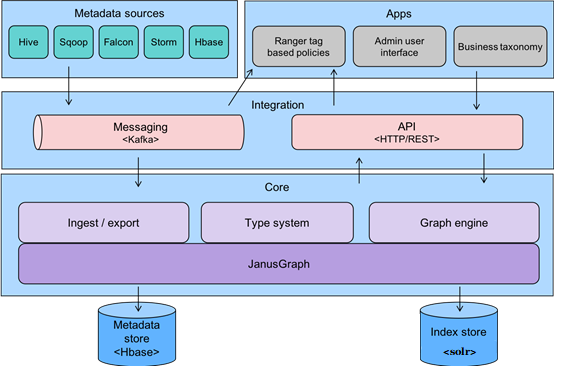 Metadata sources
Hive
Sqoop
Falcon
Storm
Hbase
Apps
Ranger tag
based policies
Admin user
interface
Business taxonomy
Integration
Messaging
<Kafka>
API
<HTTP/REST>
Core
Ingest / export
Type system
Graph engine
JanusGraph
Metadata
store
<Hbase>
Index store
<solr>